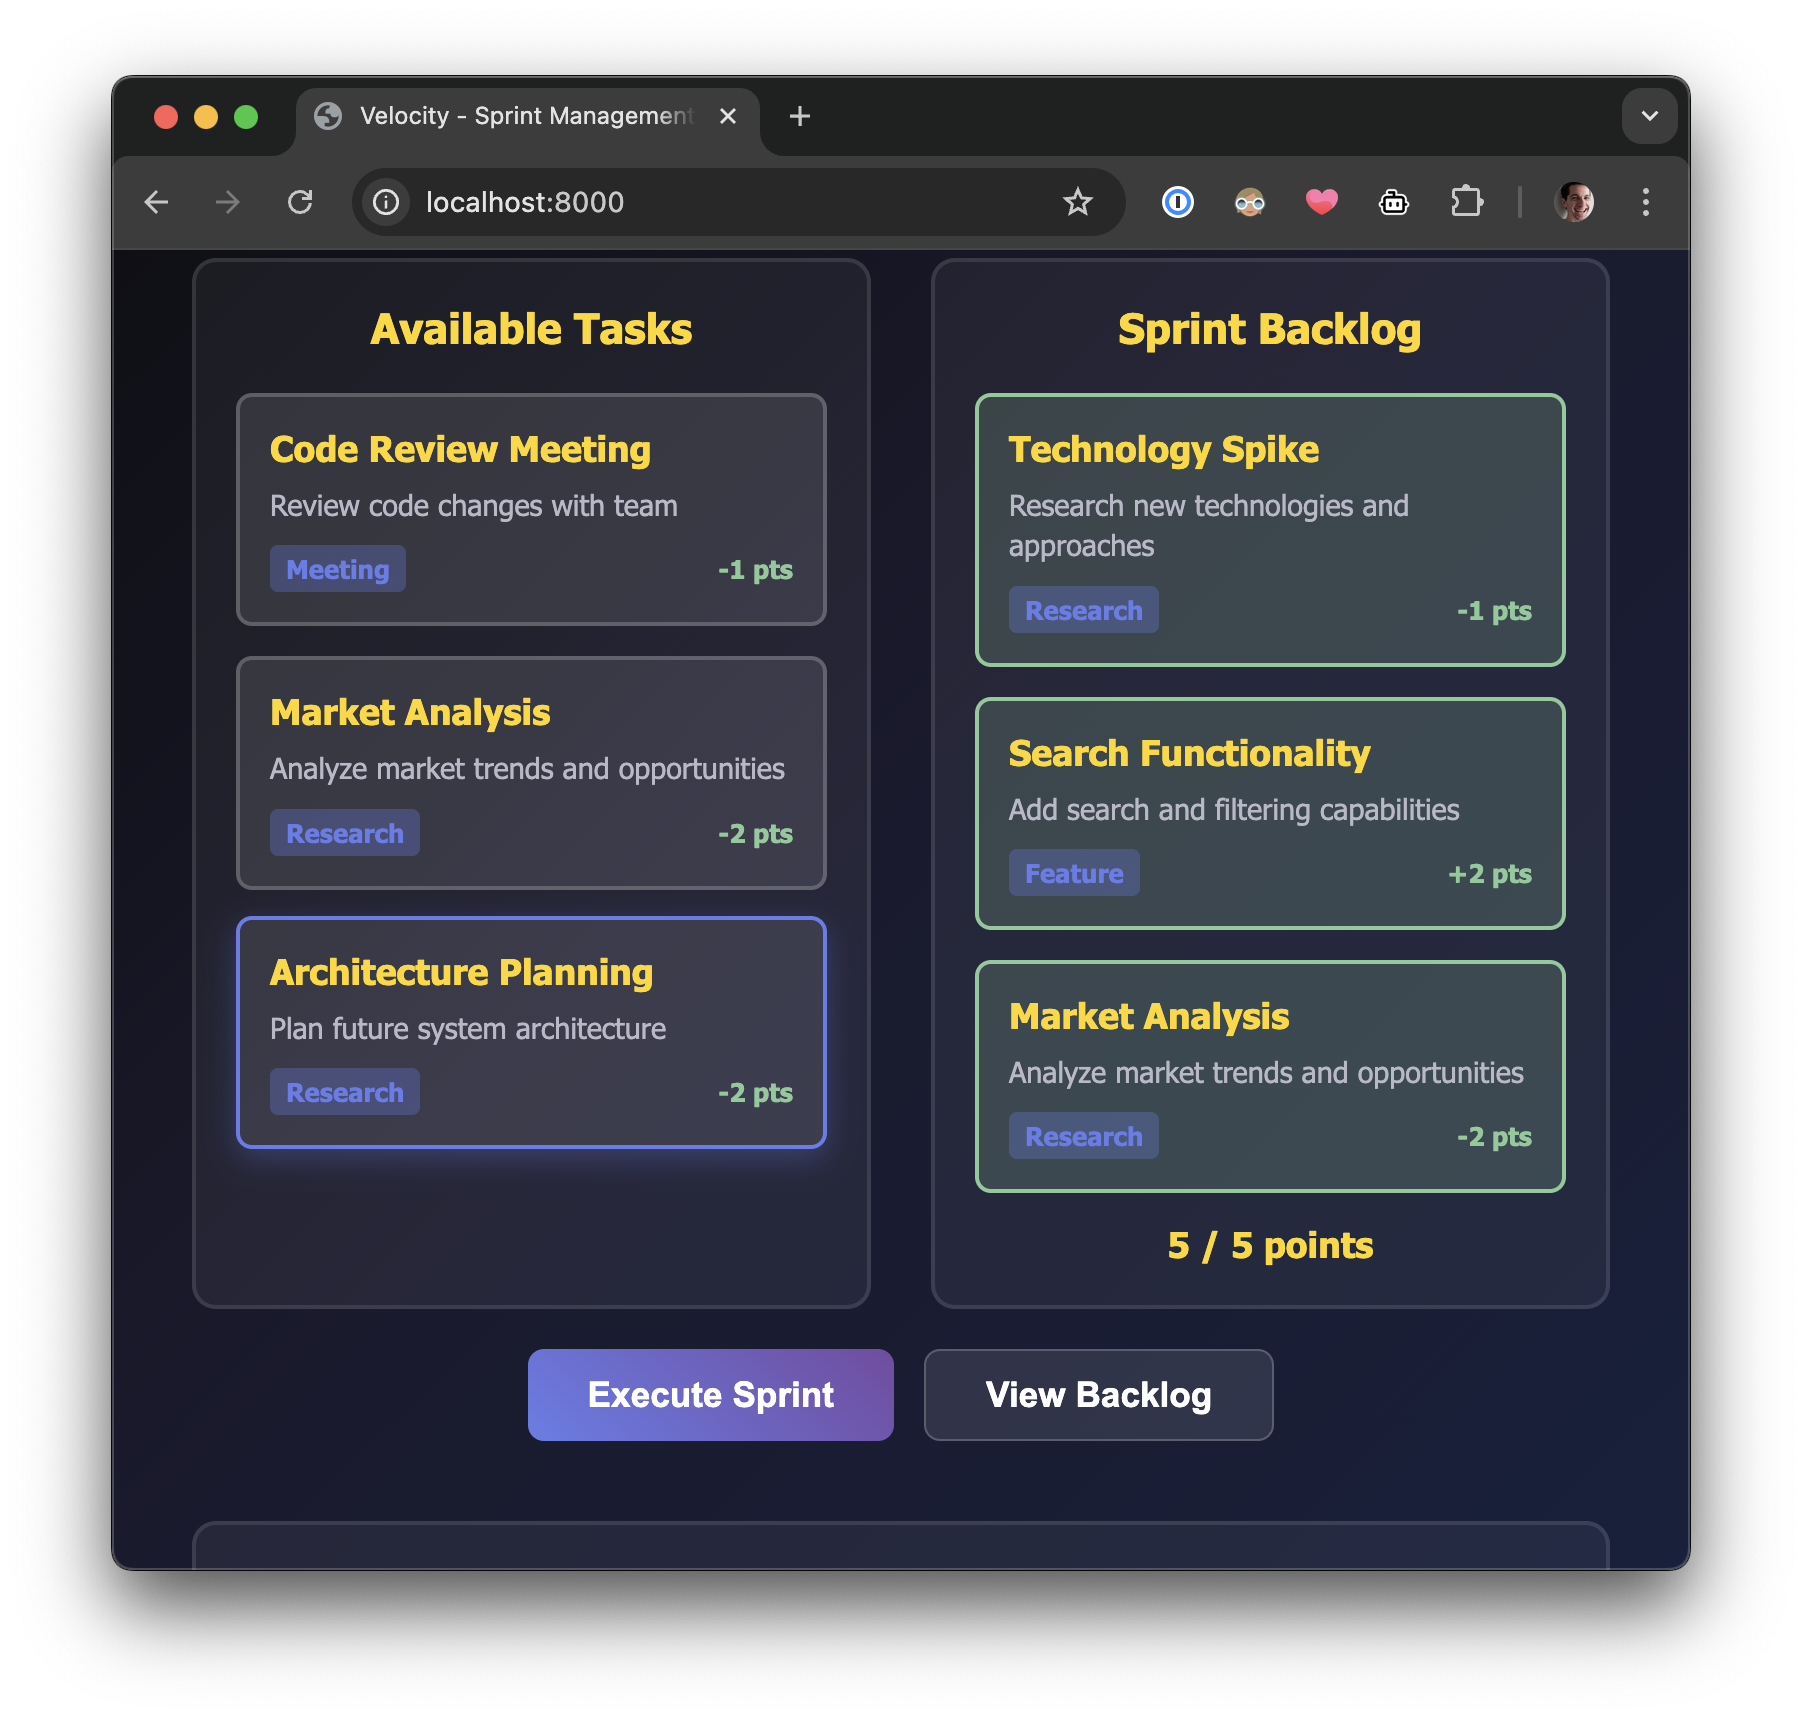 Velocity - Sprint Management
localhost:8000
Available Tasks
Code Review Meeting
Review code changes with team
Meeting
-1 pts
Market Analysis
Analyze market trends and opportunities
Research
-2 pts
Architecture Planning
Plan future system architecture
Research
-2 pts
Sprint Backlog
Technology Spike
Research new technologies and
approaches
Research
-1 pts
Search Functionality
Add search and filtering capabilities
Feature
+2 pts
Market Analysis
Analyze market trends and opportunities
Research
-2 pts
5 / 5 points
Execute Sprint
View Backlog